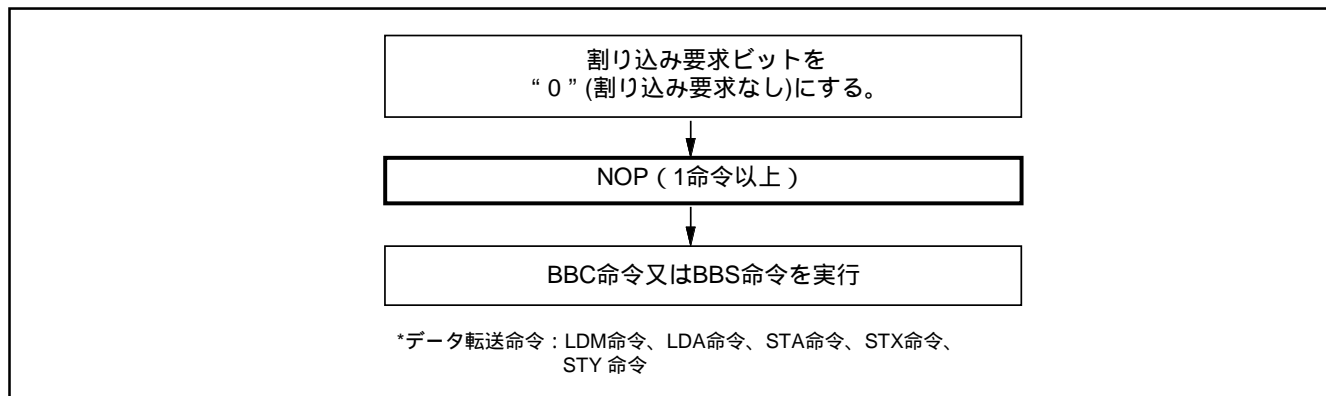 割り込み要求ビットを
“ 0 ” (割り込み要求なし)にする。
NOP ( 1命令以上 )
BBC命令又はBBS命令を実行
*データ転送命令 : LDM命令、LDA命令、STA命令、STX命令、
STY 命令